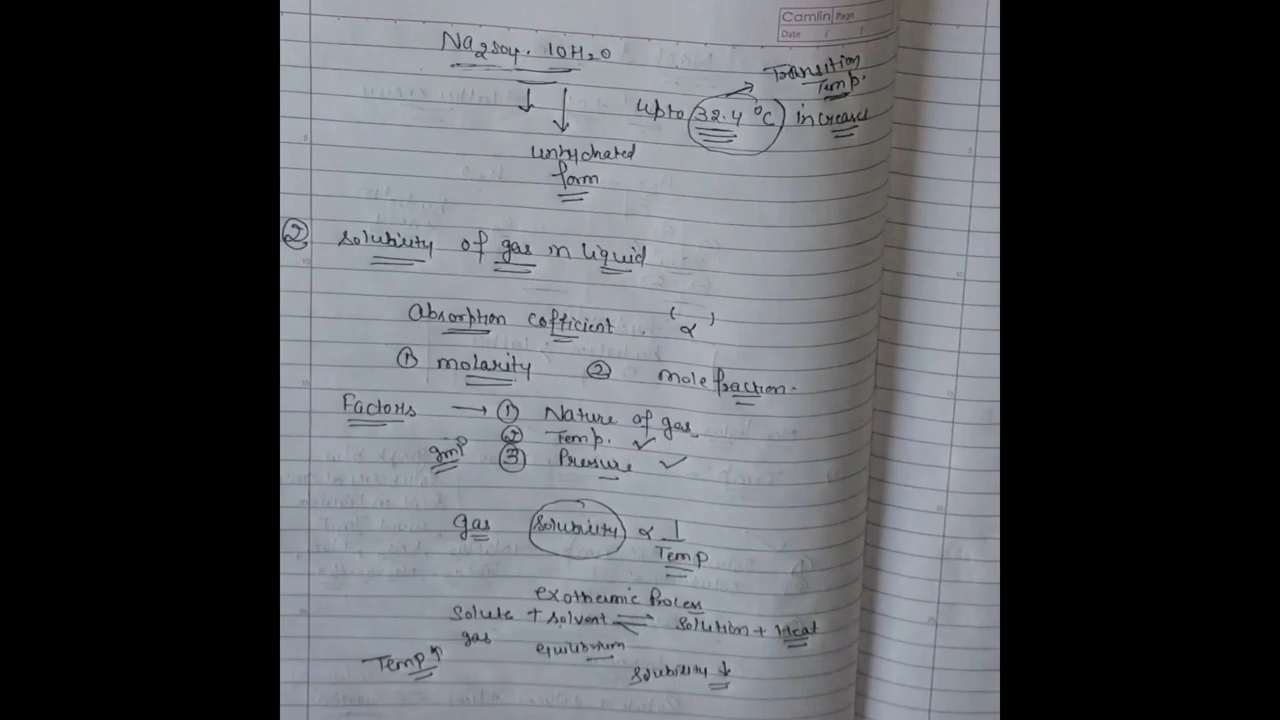 Camlin Page
Date / /
Na2SO4. 10H2O
Transition
Temp.
Upto 32.4 °C increased
unhydrated
form
② Solubility of gas in liquid
Absorption cofficient. (α)
① molarity ② mole fraction.
Factors → ① Nature of gas
② Temp. ✓
Imp ③ Pressure ✓
gas Solubility ∝ 1
Temp
exothermic Process
Solute + Solvent ⇌ Solution + Heat
gas equilibrium
Temp ↑ Solubility ↓